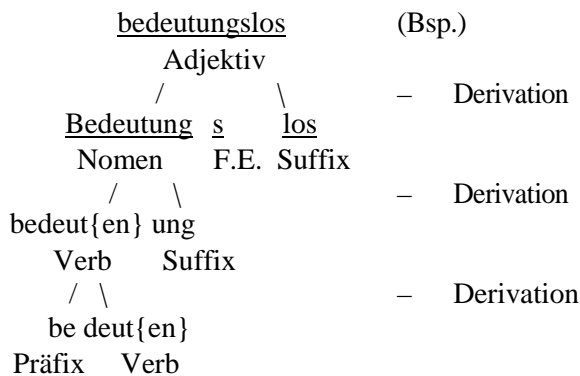 bedeutungslos (Bsp.)
Adjektiv
/ \
– Derivation
Bedeutung s los
Nomen F.E. Suffix
/ \
– Derivation
bedeut{en} ung
Verb Suffix
/ \
– Derivation
be deut{en}
Präfix Verb